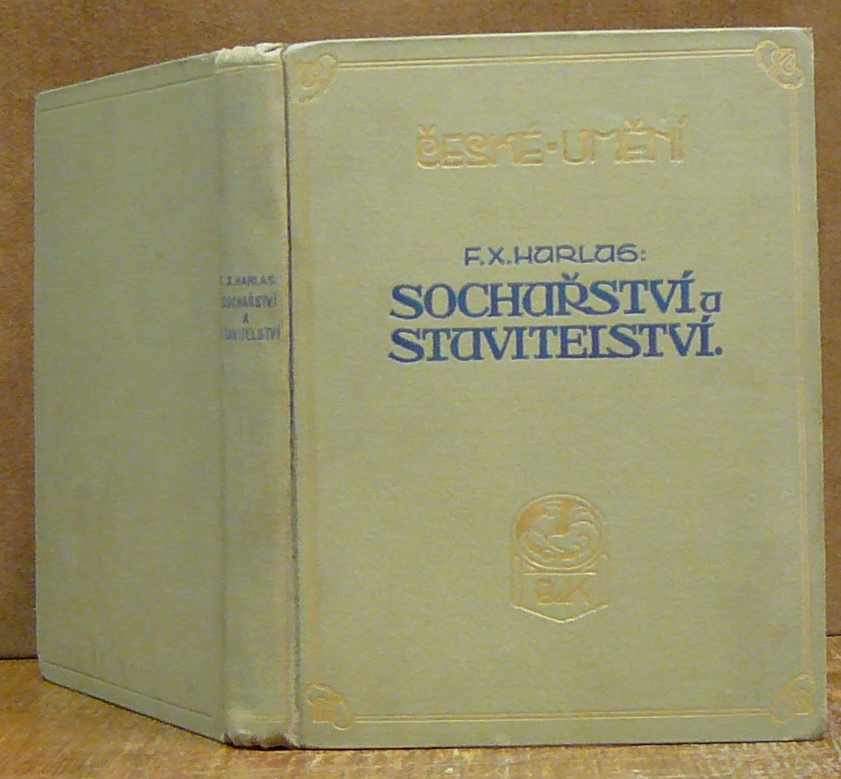 F.X. HARLAS:
SOCHAŘSTVÍ
A
STAVITELSTVÍ
ČESKÉ · UMĚNÍ
F.X. HARLAS:
SOCHAŘSTVÍ a
STAVITELSTVÍ.
B.K